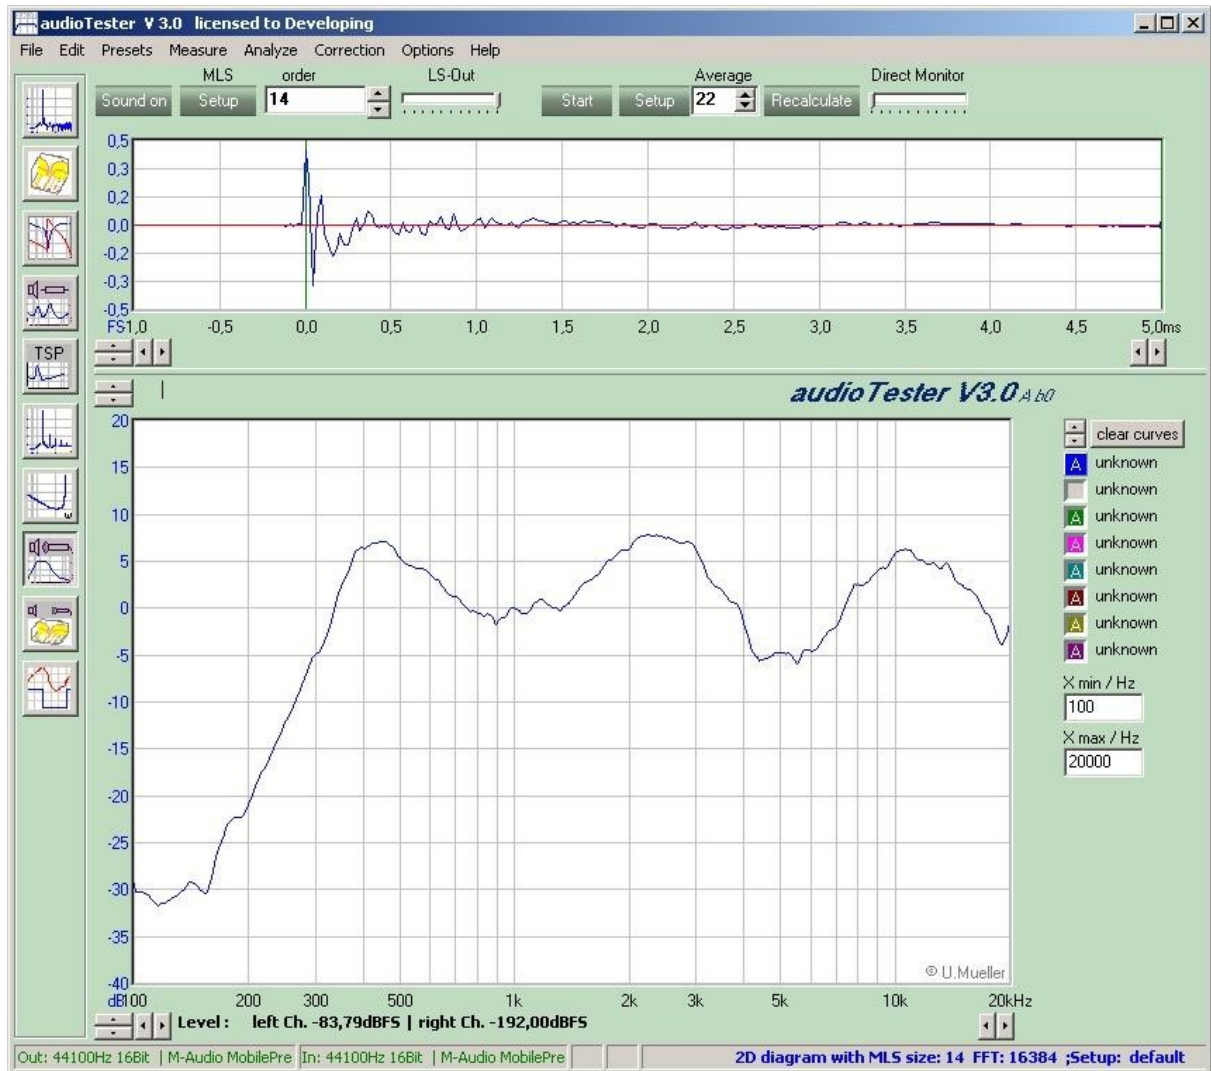 audioTester V 3.0 licensed to Developing
File Edit Presets Measure Analyze Correction Options Help
MLS order LS-Out Average Direct Monitor
Sound on Setup 14 Start Setup 22 Recalculate
0,5
0,3
0,2
0,0
-0,2
-0,3
-0,5
FS1,0 -0,5 0,0 0,5 1,0 1,5 2,0 2,5 3,0 3,5 4,0 4,5 5,0ms
TSP
audioTester V3.0 A b0
20
15
10
5
0
-5
-10
-15
-20
-25
-30
-35
-40
dB100 200 300 500 1k 2k 3k 5k 10k 20kHz
© U.Mueller
clear curves
A unknown
unknown
A unknown
A unknown
A unknown
A unknown
A unknown
A unknown
X min / Hz
100
X max / Hz
20000
ω
Level : left Ch. -83,79dBFS | right Ch. -192,00dBFS
Out: 44100Hz 16Bit | M-Audio MobilePre In: 44100Hz 16Bit | M-Audio MobilePre 2D diagram with MLS size: 14 FFT: 16384 ;Setup: default